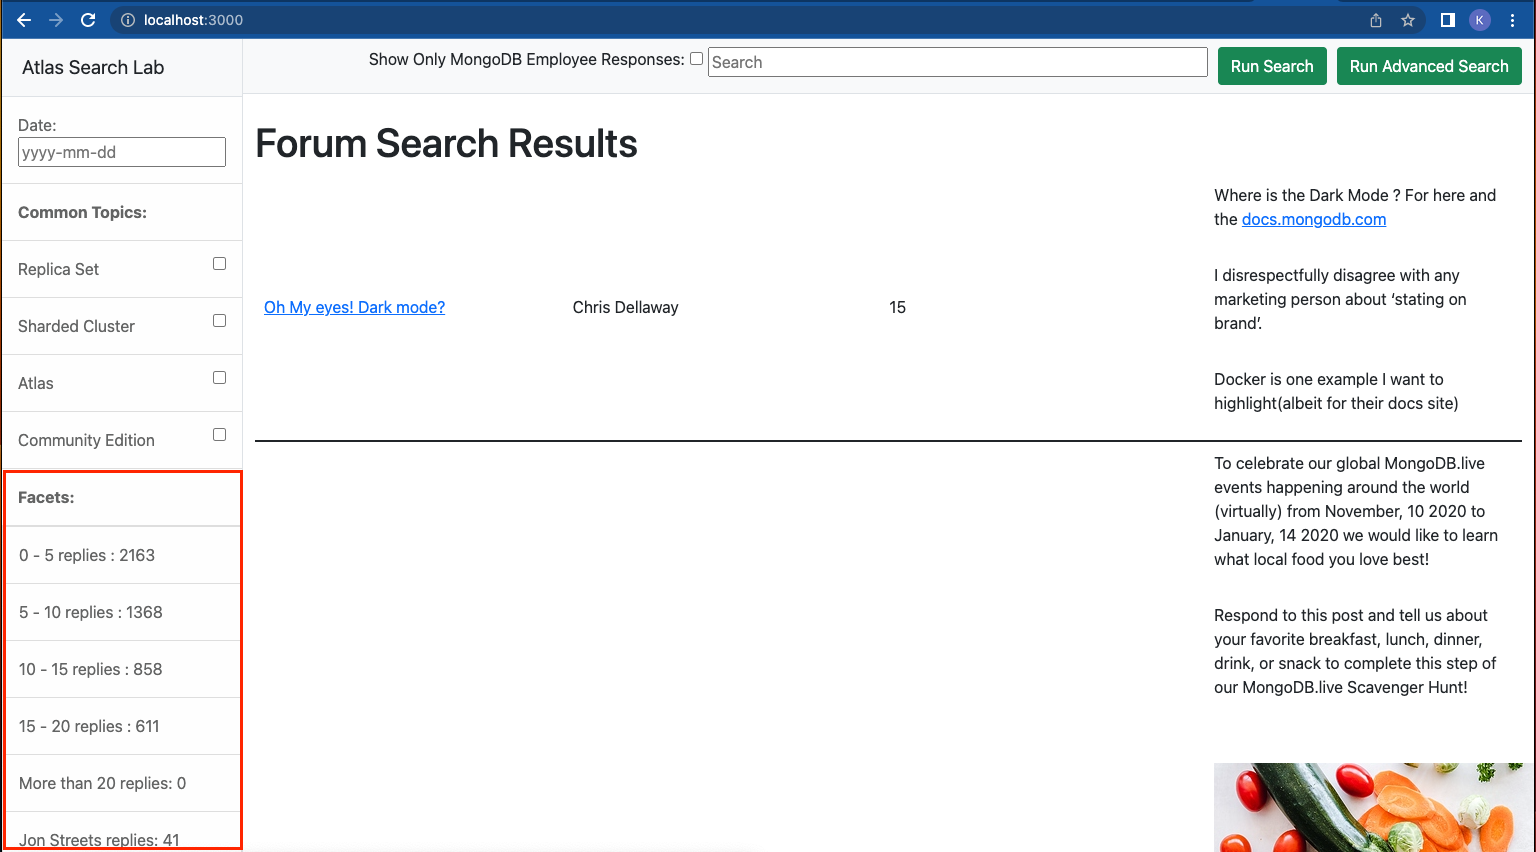 localhost:3000
K
Atlas Search Lab
Show Only MongoDB Employee Responses:
Search
Run Search
Run Advanced Search
Date:
yyyy-mm-dd
Common Topics:
Replica Set
Sharded Cluster
Atlas
Community Edition
Facets:
0 - 5 replies : 2163
5 - 10 replies : 1368
10 - 15 replies : 858
15 - 20 replies : 611
More than 20 replies: 0
Jon Streets replies: 41
Forum Search Results
Oh My eyes! Dark mode?
Chris Dellaway
15
Where is the Dark Mode ? For here and
the docs.mongodb.com
I disrespectfully disagree with any
marketing person about ‘stating on
brand’.
Docker is one example I want to
highlight(albeit for their docs site)
To celebrate our global MongoDB.live
events happening around the world
(virtually) from November, 10 2020 to
January, 14 2020 we would like to learn
what local food you love best!
Respond to this post and tell us about
your favorite breakfast, lunch, dinner,
drink, or snack to complete this step of
our MongoDB.live Scavenger Hunt!